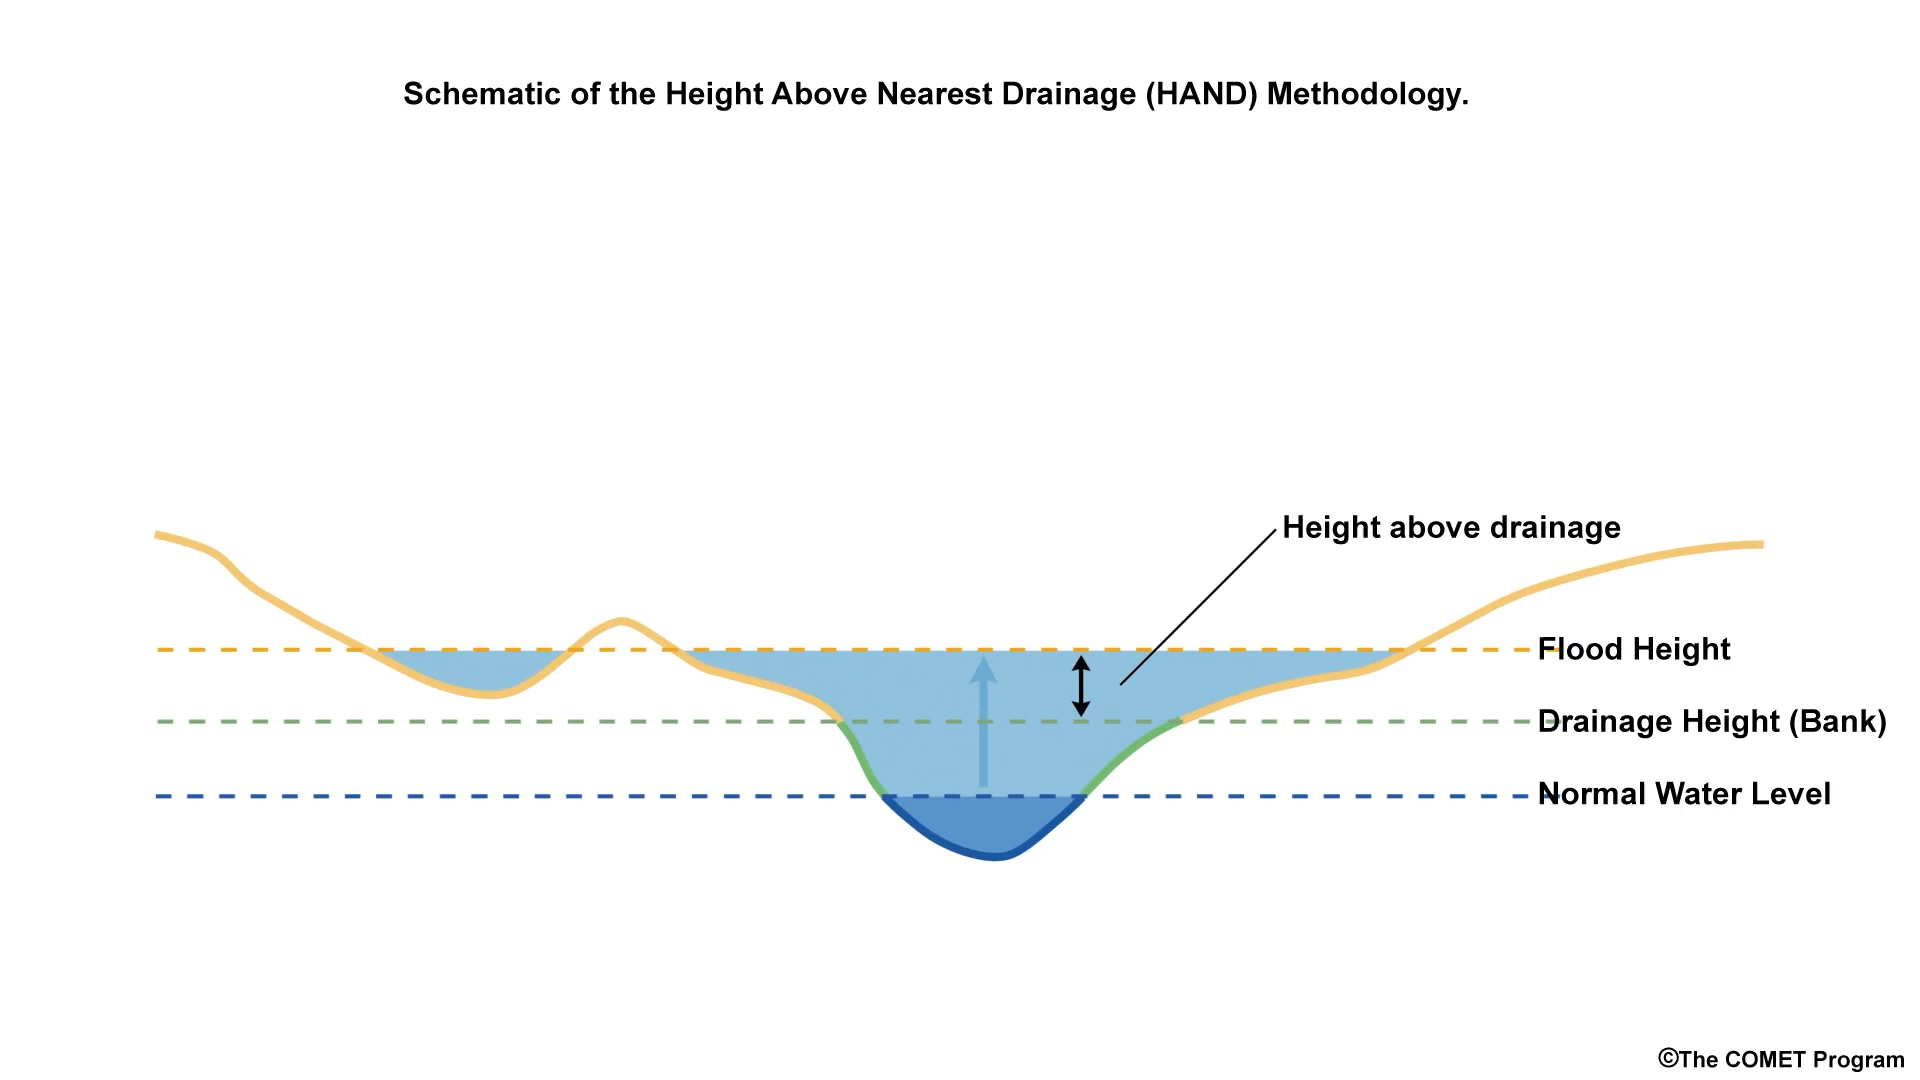 Schematic of the Height Above Nearest Drainage (HAND) Methodology.
Height above drainage
Flood Height
Drainage Height (Bank)
Normal Water Level
©The COMET Program